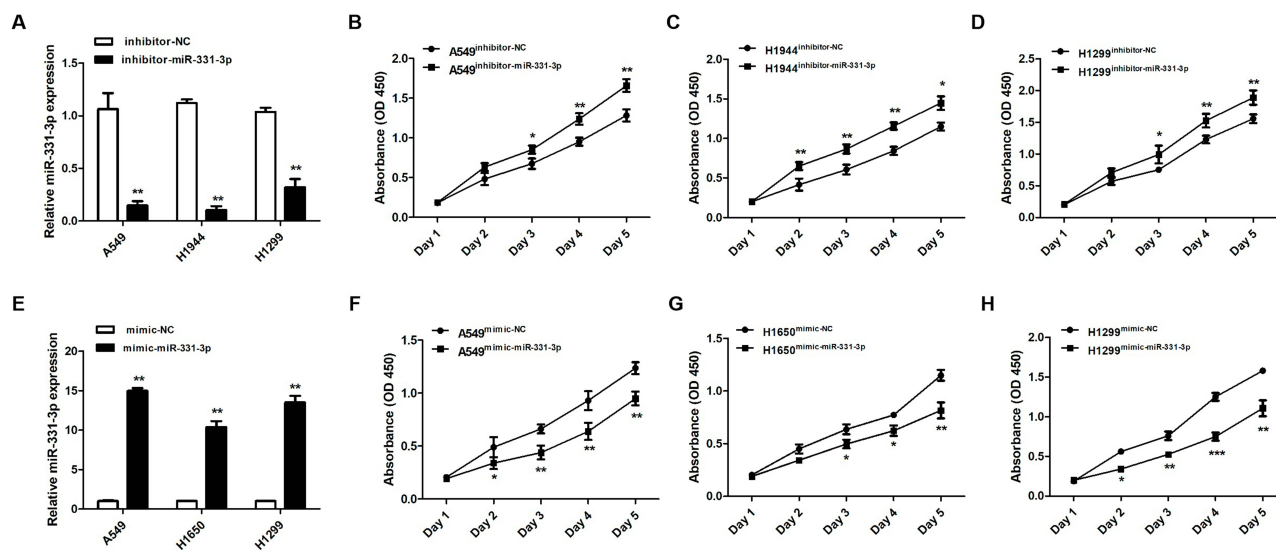 A
inhibitor-NC
inhibitor-miR-331-3p
Relative miR-331-3p expression
1.5
1.0
0.5
0.0
** ** **
A549 H1944 H1299
B
A549inhibitor-NC
A549inhibitor-miR-331-3p
Absorbance (OD 450)
2.0
1.5
1.0
0.5
0.0
* ** **
Day 1 Day 2 Day 3 Day 4 Day 5
C
H1944inhibitor-NC
H1944inhibitor-miR-331-3p
Absorbance (OD 450)
2.0
1.5
1.0
0.5
0.0
** ** ** *
Day 1 Day 2 Day 3 Day 4 Day 5
D
H1299inhibitor-NC
H1299inhibitor-miR-331-3p
Absorbance (OD 450)
2.5
2.0
1.5
1.0
0.5
0.0
* ** **
Day 1 Day 2 Day 3 Day 4 Day 5
E
mimic-NC
mimic-miR-331-3p
Relative miR-331-3p expression
20
15
10
5
0
** ** **
A549 H1650 H1299
F
A549mimic-NC
A549mimic-miR-331-3p
Absorbance (OD 450)
1.5
1.0
0.5
0.0
* ** ** **
Day 1 Day 2 Day 3 Day 4 Day 5
G
H1650mimic-NC
H1650mimic-miR-331-3p
Absorbance (OD 450)
1.5
1.0
0.5
0.0
* * **
Day 1 Day 2 Day 3 Day 4 Day 5
H
H1299mimic-NC
H1299mimic-miR-331-3p
Absorbance (OD 450)
2.0
1.5
1.0
0.5
0.0
* ** *** **
Day 1 Day 2 Day 3 Day 4 Day 5